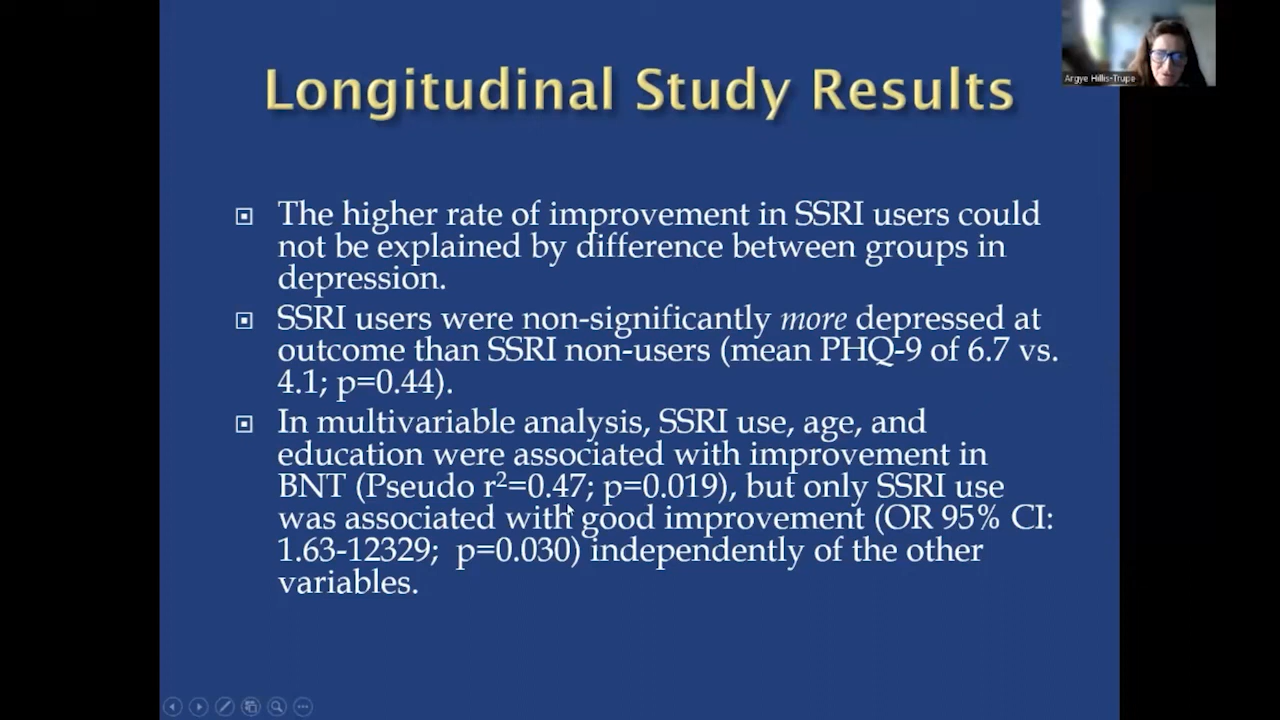 Longitudinal Study Results
Argye Hillis-Trupe
The higher rate of improvement in SSRI users could
not be explained by difference between groups in
depression.
SSRI users were non-significantly more depressed at
outcome than SSRI non-users (mean PHQ-9 of 6.7 vs.
4.1; p=0.44).
In multivariable analysis, SSRI use, age, and
education were associated with improvement in
BNT (Pseudo r²=0.47; p=0.019), but only SSRI use
was associated with good improvement (OR 95% CI:
1.63-12329; p=0.030) independently of the other
variables.